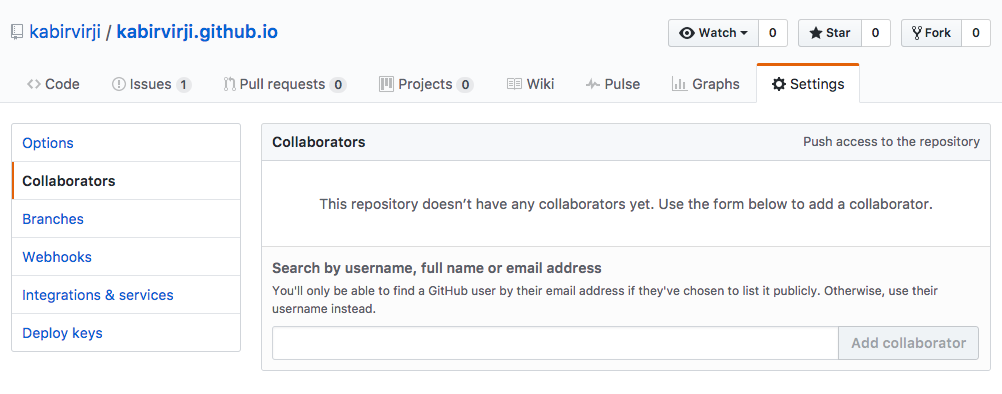 kabirvirji / kabirvirji.github.io
Watch 0 Star 0 Fork 0
Code Issues 1 Pull requests 0 Projects 0 Wiki Pulse Graphs Settings
Options
Collaborators
Branches
Webhooks
Integrations & services
Deploy keys
Collaborators Push access to the repository
This repository doesn’t have any collaborators yet. Use the form below to add a collaborator.
Search by username, full name or email address
You'll only be able to find a GitHub user by their email address if they've chosen to list it publicly. Otherwise, use their
username instead.
Add collaborator